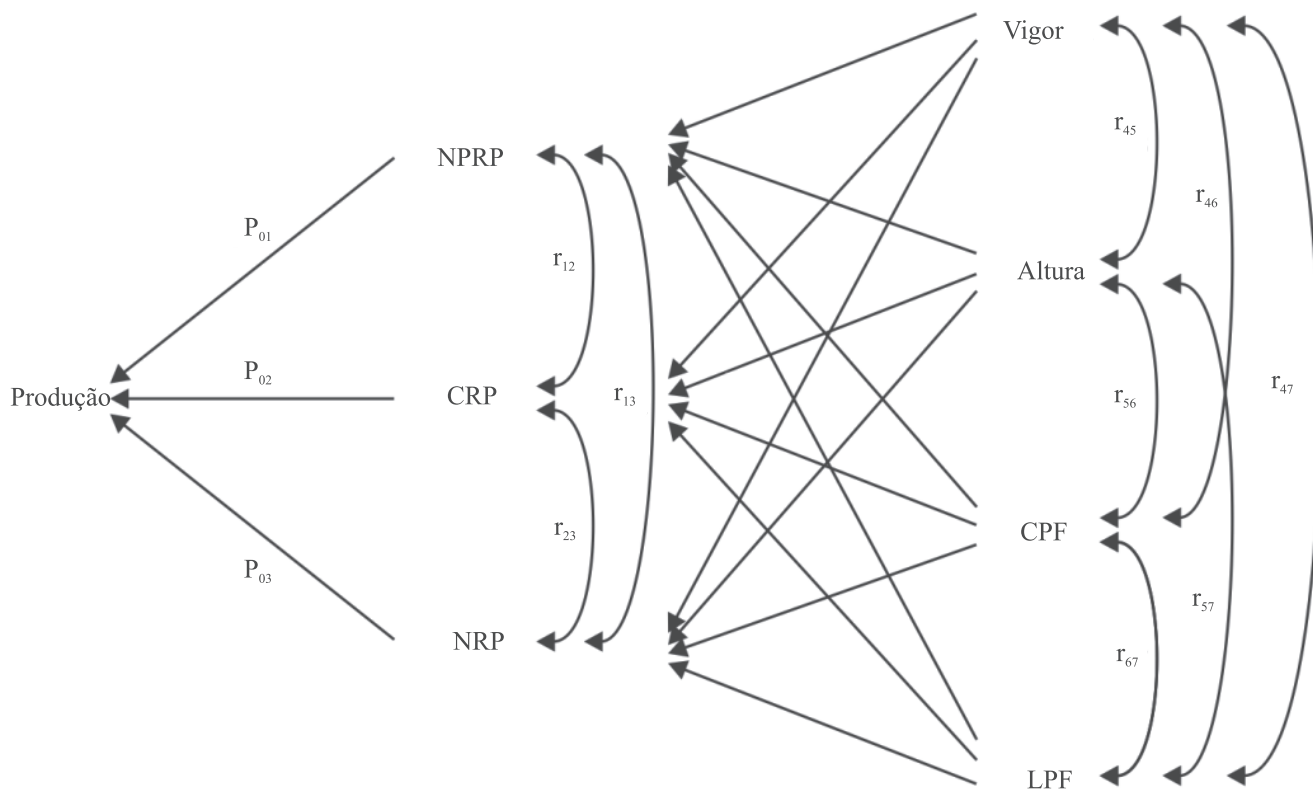 Vigor
r₄₅
NPRP
r₄₆
P₀₁
r₁₂
Altura
P₀₂
r₁₃
r₄₇
Produção
CRP
r₅₆
r₂₃
CPF
P₀₃
r₅₇
NRP
r₆₇
LPF